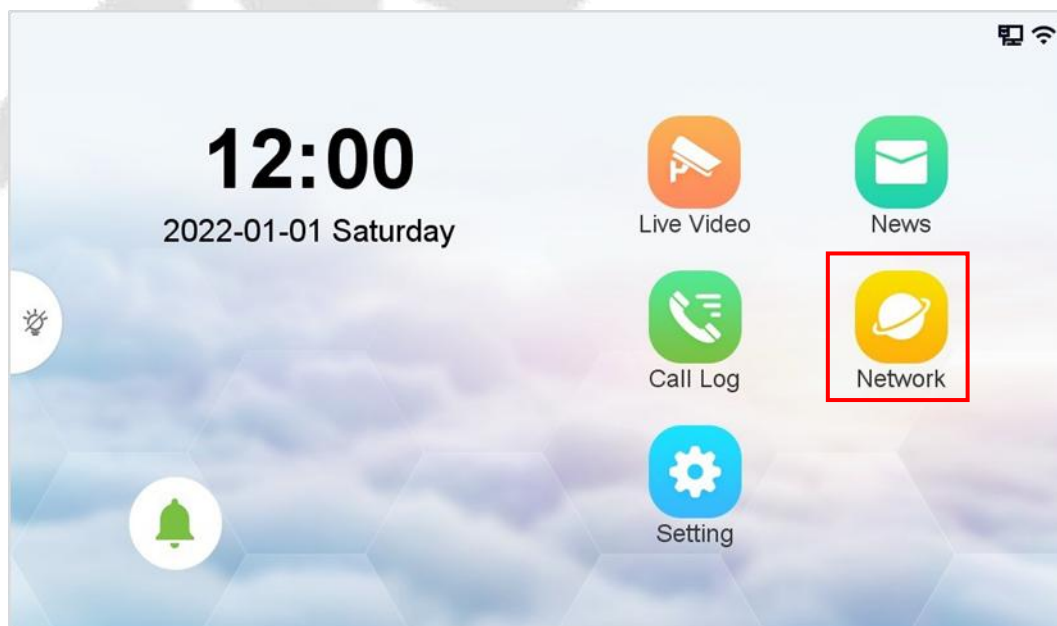 12:00
2022-01-01 Saturday
Live Video
News
Call Log
Network
Setting